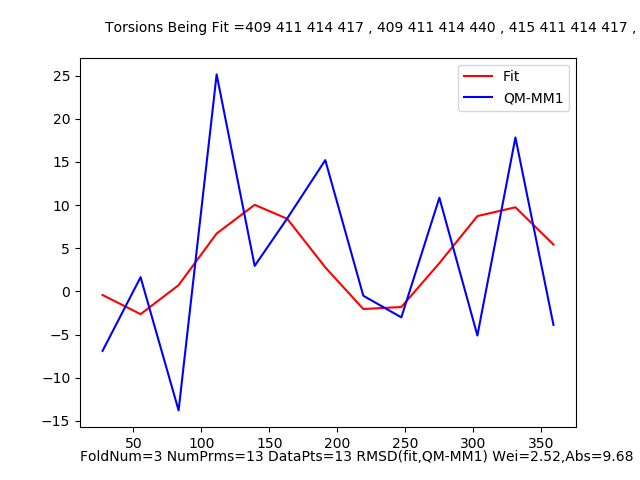 Torsions Being Fit =409 411 414 417 , 409 411 414 440 , 415 411 414 417 ,
Fit
QM-MM1
25
20
15
10
5
0
−5
−10
−15
50 100 150 200 250 300 350
FoldNum=3 NumPrms=13 DataPts=13 RMSD(fit,QM-MM1) Wei=2.52,Abs=9.68